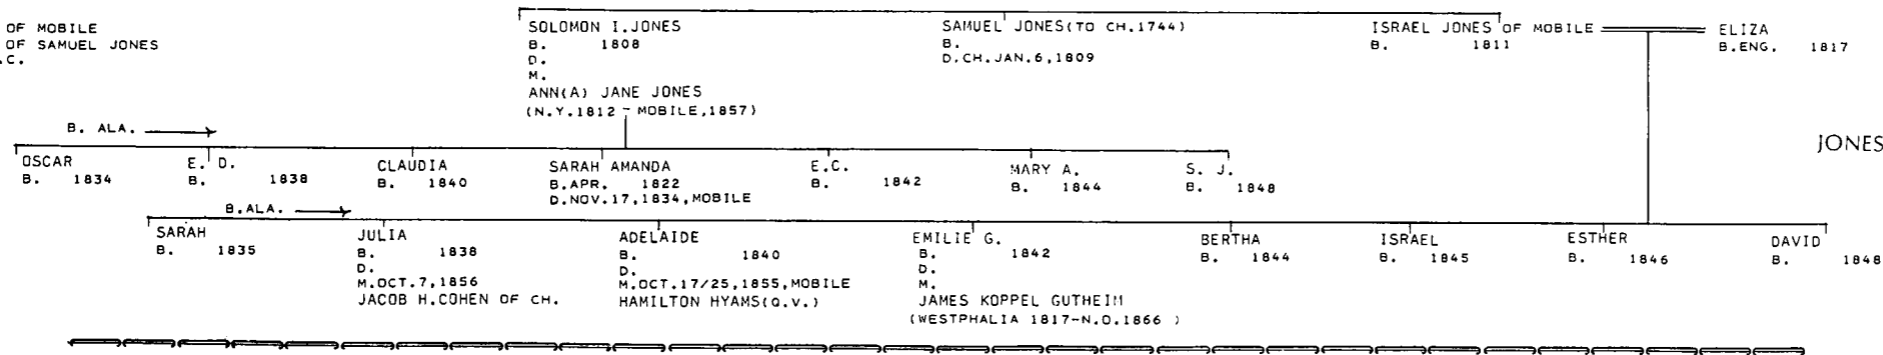 OF MOBILE
OF SAMUEL JONES
.C.
SOLOMON I. JONES
B. 1808
D.
M.
ANN(A) JANE JONES
(N.Y.1812 - MOBILE,1857)
SAMUEL JONES(TO CH.1744)
B.
D.CH.JAN.6,1809
ISRAEL JONES OF MOBILE
B. 1811
ELIZA
B.ENG. 1817
B. ALA.
JONES
OSCAR
B. 1834
E. D.
B. 1838
CLAUDIA
B. 1840
SARAH AMANDA
B.APR. 1822
D.NOV.17,1834,MOBILE
E.C.
B. 1842
MARY A.
B. 1844
S. J.
B. 1848
B.ALA.
SARAH
B. 1835
JULIA
B. 1838
D.
M.OCT.7,1856
JACOB H.COHEN OF CH.
ADELAIDE
B. 1840
D.
M.OCT.17/25,1855,MOBILE
HAMILTON HYAMS(Q.V.)
EMILIE G.
B. 1842
D.
M.
JAMES KOPPEL GUTHEIM
(WESTPHALIA 1817-N.O.1866 )
BERTHA
B. 1844
ISRAEL
B. 1845
ESTHER
B. 1846
DAVID
B. 1848